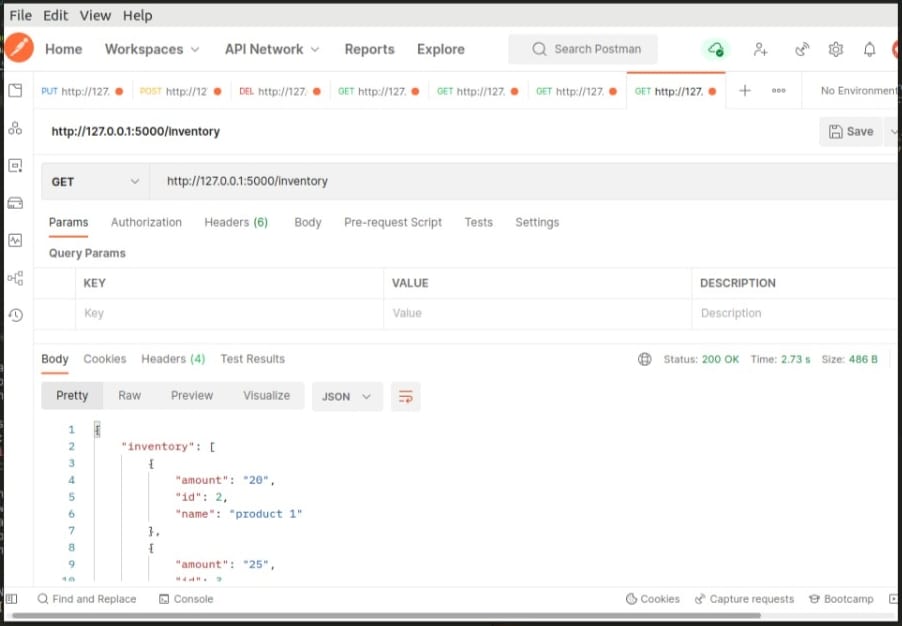 File Edit View Help
Home Workspaces API Network Reports Explore Search Postman
PUT http://127. POST http://12 DEL http://127. GET http://127. GET http://127. GET http://127. GET http://127. + ooo No Environment
http://127.0.0.1:5000/inventory Save
GET http://127.0.0.1:5000/inventory
Params Authorization Headers (6) Body Pre-request Script Tests Settings
Query Params
KEY VALUE DESCRIPTION
Key Value Description
Body Cookies Headers (4) Test Results Status: 200 OK Time: 2.73 s Size: 486 B
Pretty Raw Preview Visualize JSON
1 {
2 "inventory": [
3 {
4 "amount": "20",
5 "id": 2,
6 "name": "product 1"
7 },
8 {
9 "amount": "25",
10 "id":
Find and Replace Console Cookies Capture requests Bootcamp